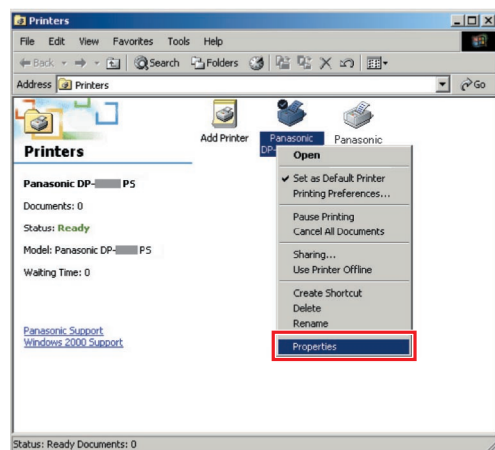 Printers
File Edit View Favorites Tools Help
Back Search Folders
Address Printers Go
Add Printer
Panasonic
DP-
Panasonic
Printers
Panasonic DP- PS
Documents: 0
Status: Ready
Model: Panasonic DP- PS
Waiting Time: 0
Panasonic Support
Windows 2000 Support
Open
Set as Default Printer
Printing Preferences...
Pause Printing
Cancel All Documents
Sharing...
Use Printer Offline
Create Shortcut
Delete
Rename
Properties
Status: Ready Documents: 0